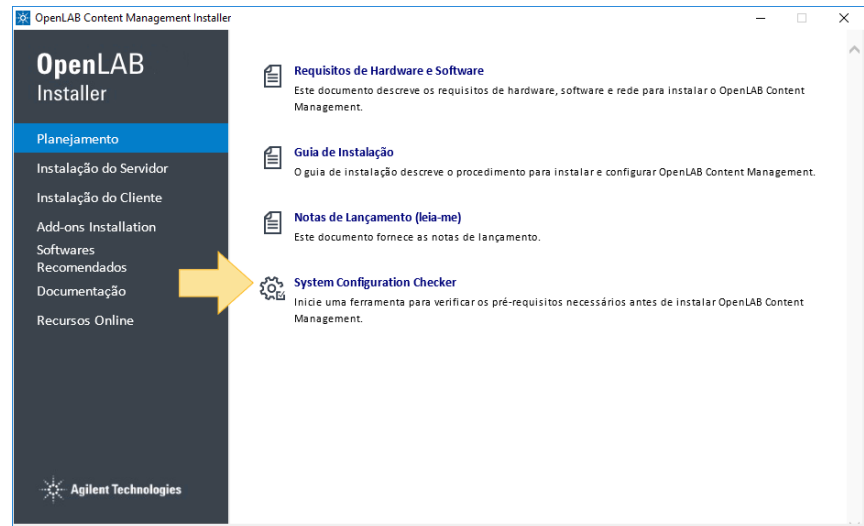 OpenLAB Content Management Installer
OpenLAB
Installer
Planejamento
Instalação do Servidor
Instalação do Cliente
Add-ons Installation
Softwares
Recomendados
Documentação
Recursos Online
Agilent Technologies
Requisitos de Hardware e Software
Este documento descreve os requisitos de hardware, software e rede para instalar o OpenLAB Content
Management.
Guia de Instalação
O guia de instalação descreve o procedimento para instalar e configurar OpenLAB Content Management.
Notas de Lançamento (leia-me)
Este documento fornece as notas de lançamento.
System Configuration Checker
Inicie uma ferramenta para verificar os pré-requisitos necessários antes de instalar OpenLAB Content
Management.